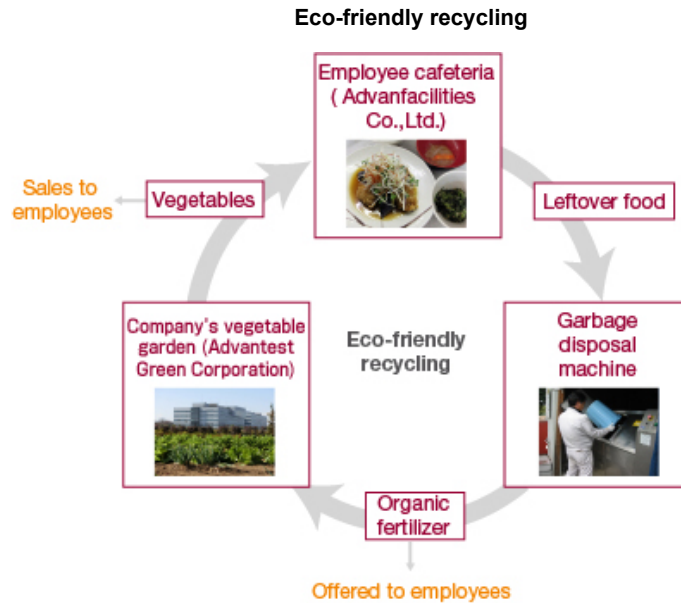 Eco-friendly recycling
Employee cafeteria
( Advanfacilities
Co.,Ltd.)
Sales to
employees
Vegetables
Leftover food
Company's vegetable
garden (Advantest
Green Corporation)
Eco-friendly
recycling
Garbage
disposal
machine
Organic
fertilizer
Offered to employees